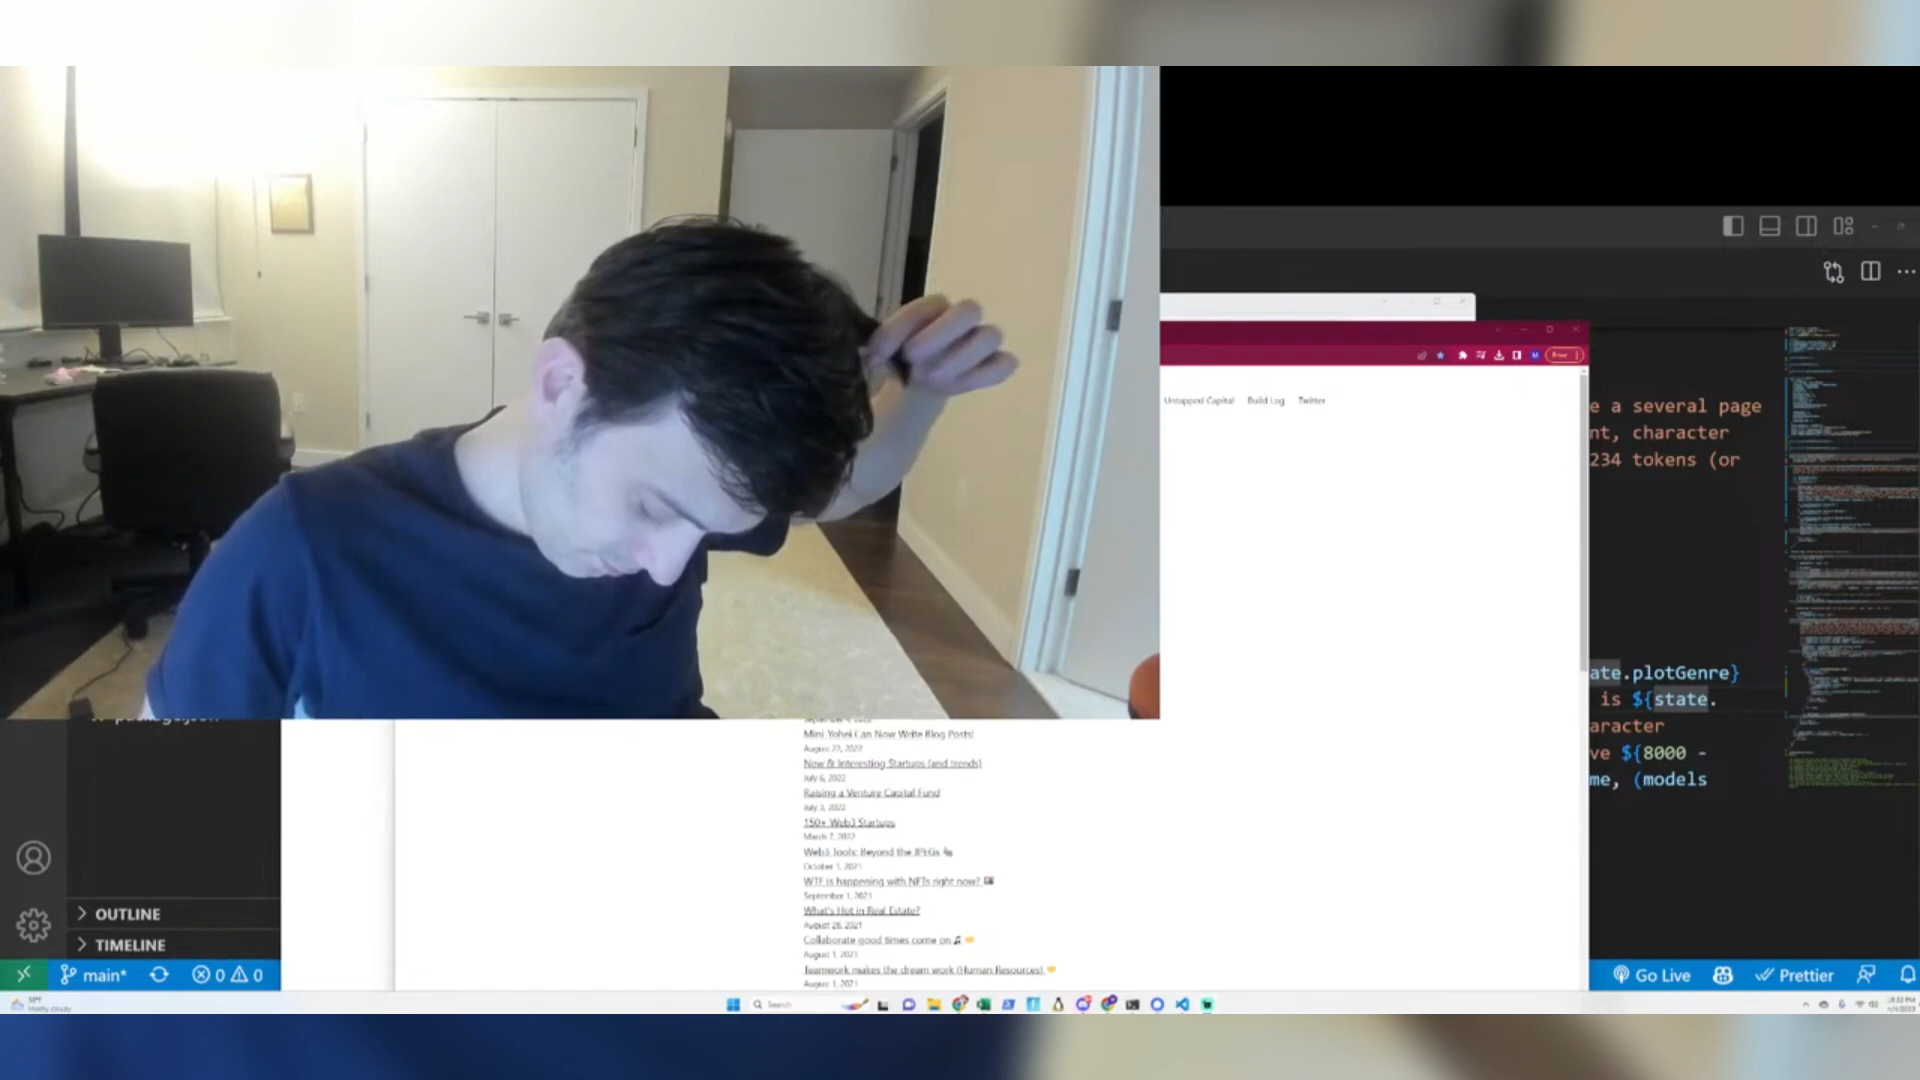 Untapped Capital Build Log Twitter
e a several page
nt, character
234 tokens (or
ate.plotGenre}
is ${state.
aracter
ve ${8000 -
me, (models
Mini Yohei Can Now Write Blog Posts!
August 22, 2022
New & Interesting Startups (and trends)
July 6, 2022
Raising a Venture Capital Fund
July 3, 2022
150+ Web3 Startups
March 7, 2022
Web3 Tools: Beyond the JPEGs
October 5, 2021
WTF is happening with NFTs right now?
September 1, 2021
What's Hot in Real Estate?
August 28, 2021
Collaborate good times come on
August 1, 2021
Teamwork makes the dream work (Human Resources)
August 1, 2021
OUTLINE
TIMELINE
main* 0 0
Go Live Prettier
Mostly cloudy
Search